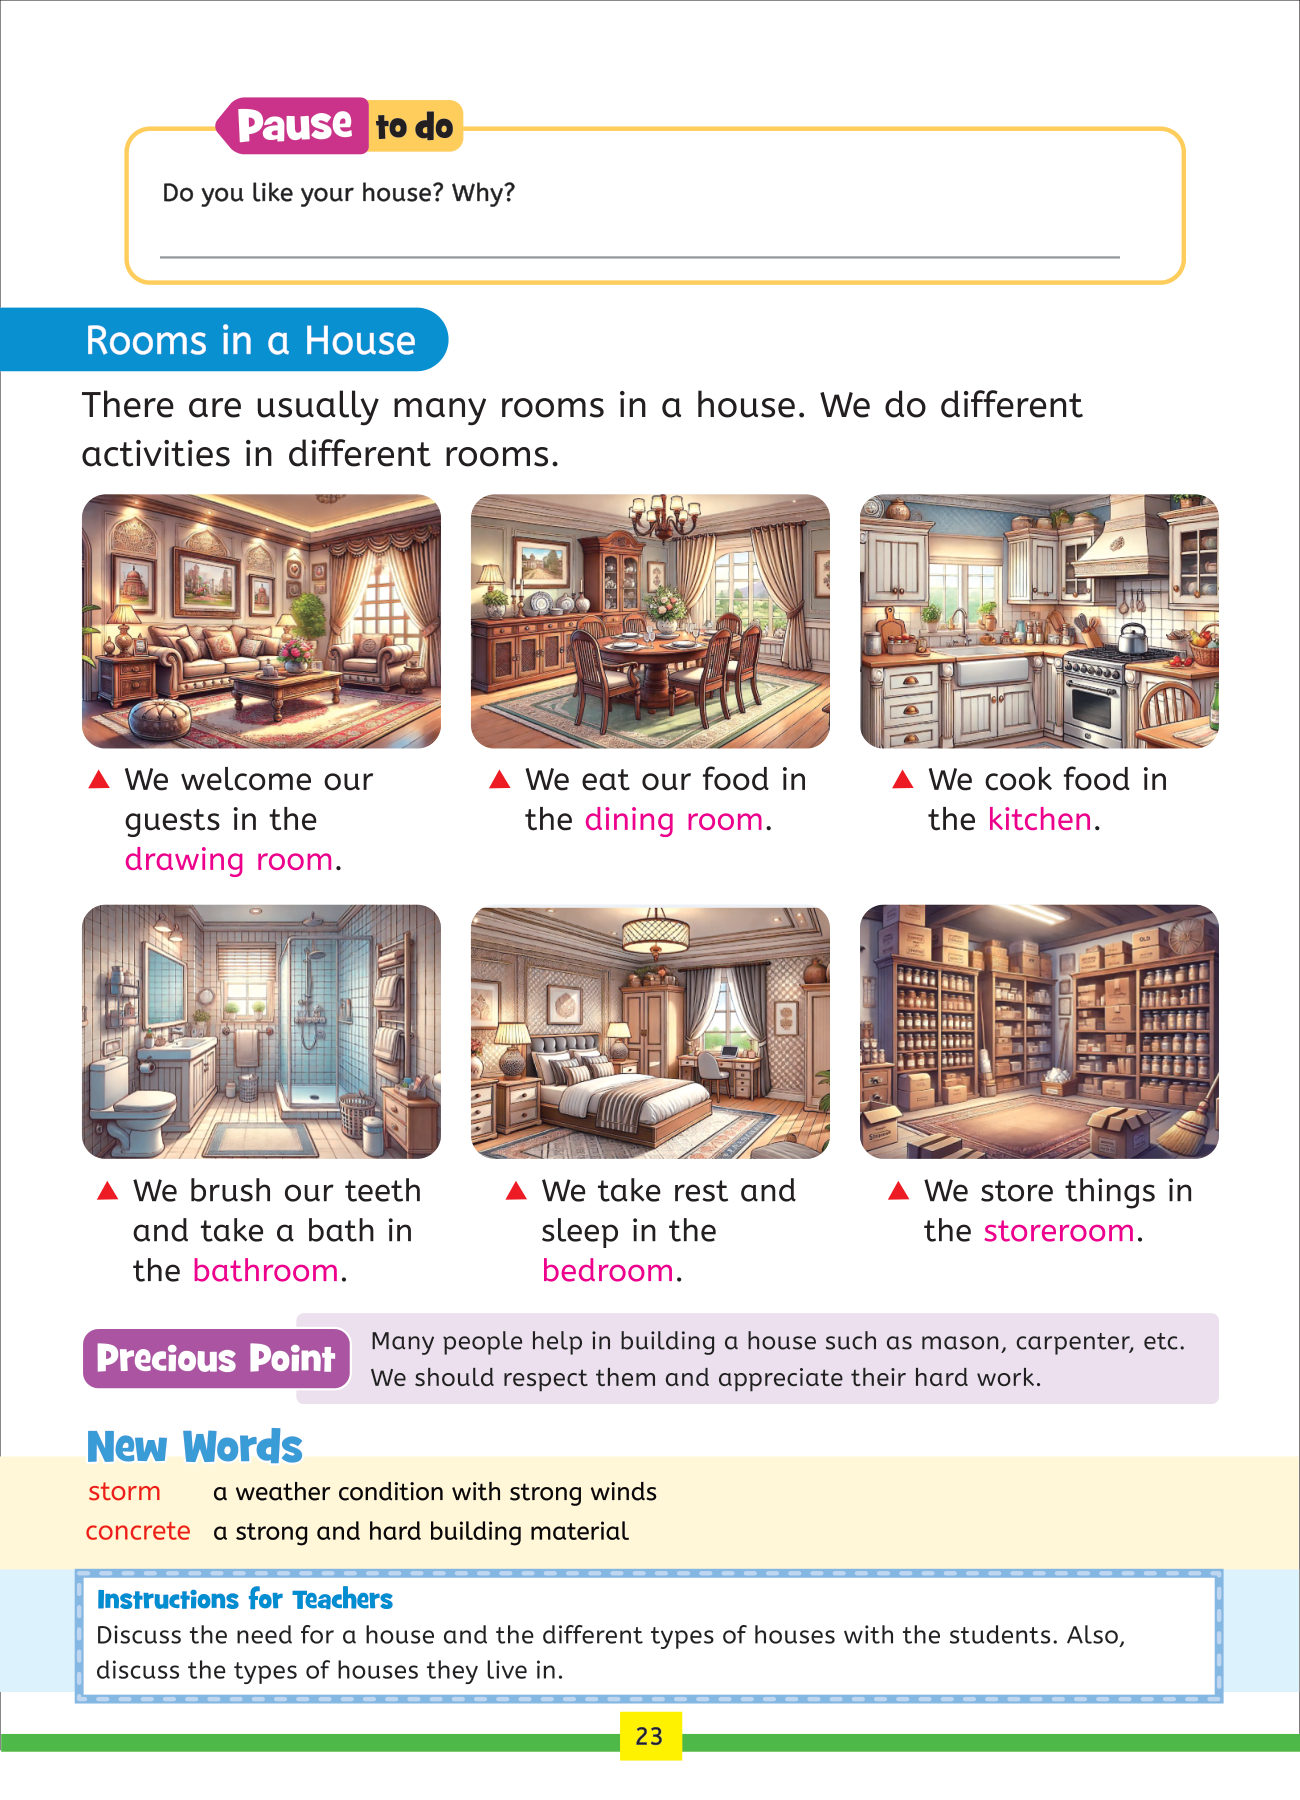 Pause to do
Do you like your house? Why?
Rooms in a House
There are usually many rooms in a house. We do different
activities in different rooms.
▲ We welcome our
guests in the
drawing room.
▲ We eat our food in
the dining room.
▲ We cook food in
the kitchen.
▲ We brush our teeth
and take a bath in
the bathroom.
▲ We take rest and
sleep in the
bedroom.
OLD
▲ We store things in
the storeroom.
Precious Point
Many people help in building a house such as mason, carpenter, etc.
We should respect them and appreciate their hard work.
New Words
storm a weather condition with strong winds
concrete a strong and hard building material
Instructions for Teachers
Discuss the need for a house and the different types of houses with the students. Also,
discuss the types of houses they live in.
23